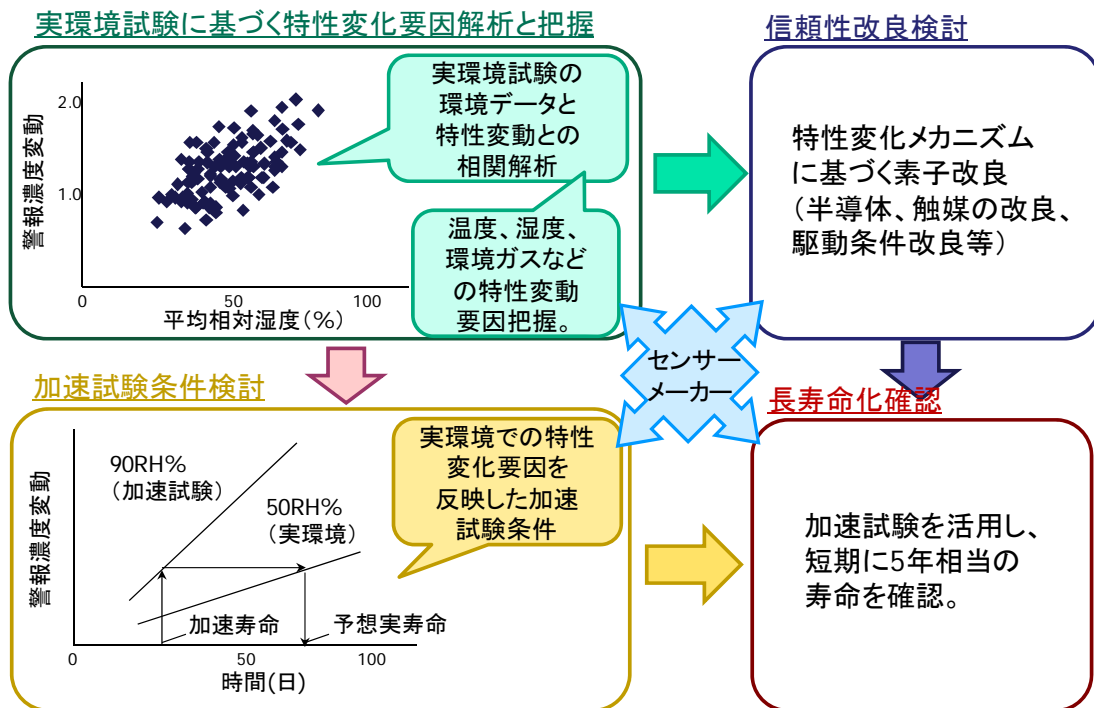 実環境試験に基づく特性変化要因解析と把握
警報濃度変動
2.0
1.0
0
50
100
平均相対湿度(%)
実環境試験の
環境データと
特性変動との
相関解析
温度、湿度、
環境ガスなど
の特性変動
要因把握。
信頼性改良検討
特性変化メカニズム
に基づく素子改良
(半導体、触媒の改良、
駆動条件改良等)
センサー
メーカー
加速試験条件検討
警報濃度変動
90RH%
(加速試験)
50RH%
(実環境)
加速寿命
予想実寿命
0
50
100
時間(日)
実環境での特性
変化要因を
反映した加速
試験条件
長寿命化確認
加速試験を活用し、
短期に5年相当の
寿命を確認。